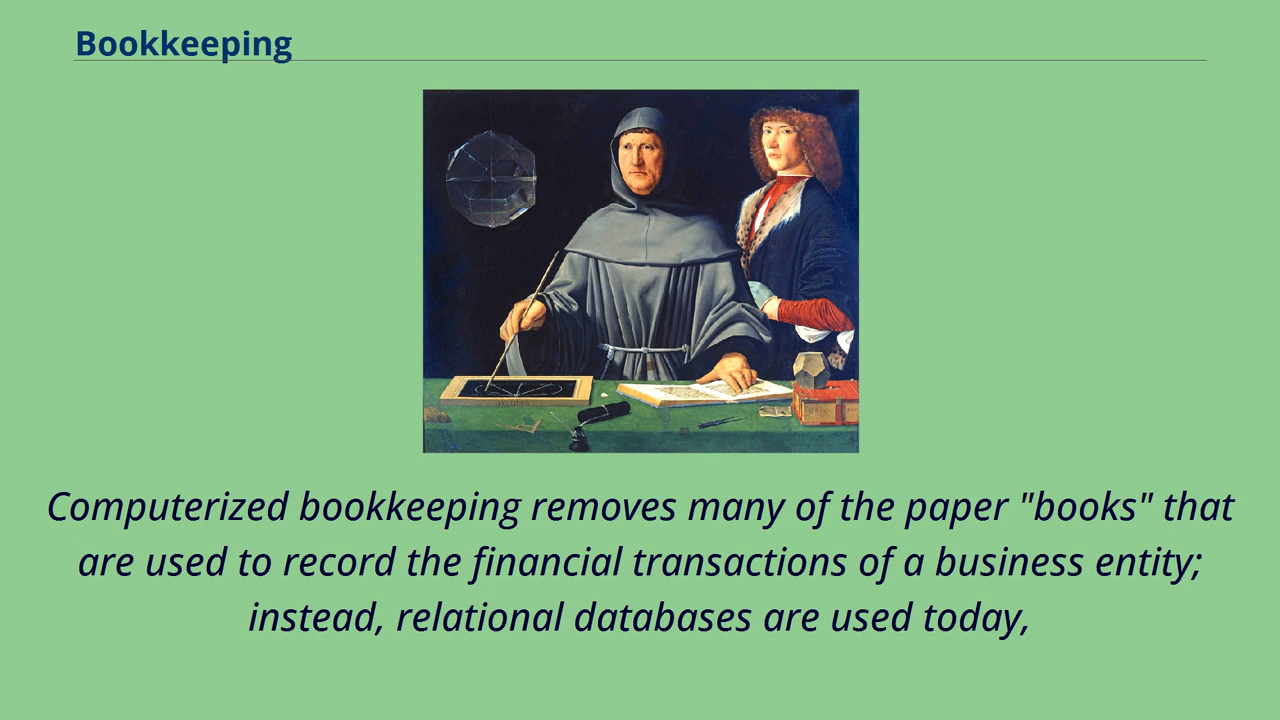 Bookkeeping
Computerized bookkeeping removes many of the paper "books" that
are used to record the financial transactions of a business entity;
instead, relational databases are used today,